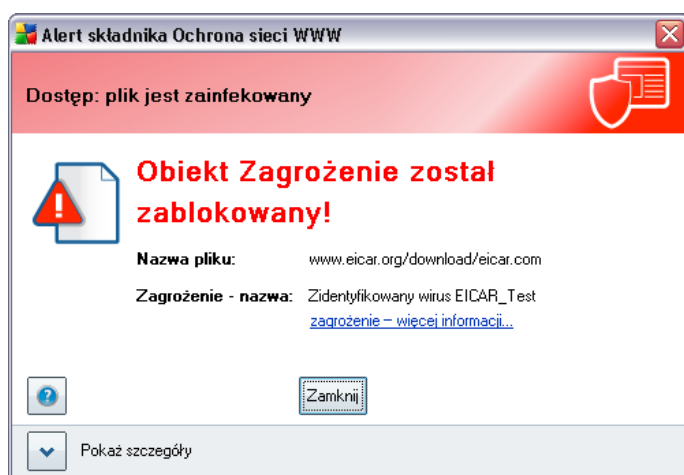 Alert składnika Ochrona sieci WWW
Dostęp: plik jest zainfekowany
Obiekt Zagrożenie został
zablokowany!
Nazwa pliku: www.eicar.org/download/eicar.com
Zagrożenie - nazwa: Zidentyfikowany wirus EICAR_Test
zagrożenie – więcej informacji...
Zamknij
Pokaż szczegóły